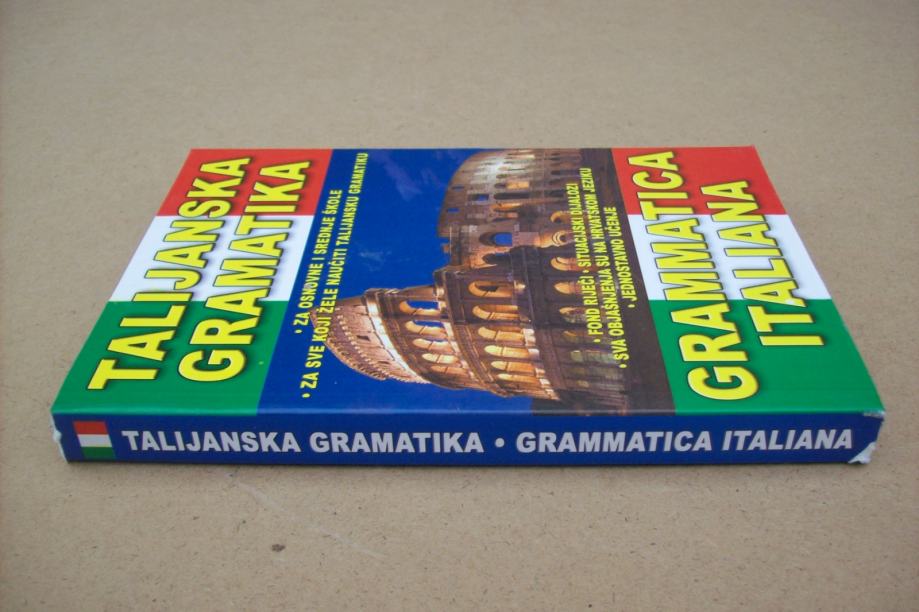 TALIJANSKA
GRAMATIKA
• ZA OSNOVNE I SREDNJE ŠKOLE
• ZA SVE KOJI ŽELE NAUČITI TALIJANSKU GRAMATIKU
• FOND RIJEČI • SITUACIJSKI DIJALOZI
• SVA OBJAŠNJENJA SU NA HRVATSKOM JEZIKU
• JEDNOSTAVNO UČENJE
GRAMMATICA
ITALIANA
TALIJANSKA GRAMATIKA • GRAMMATICA ITALIANA